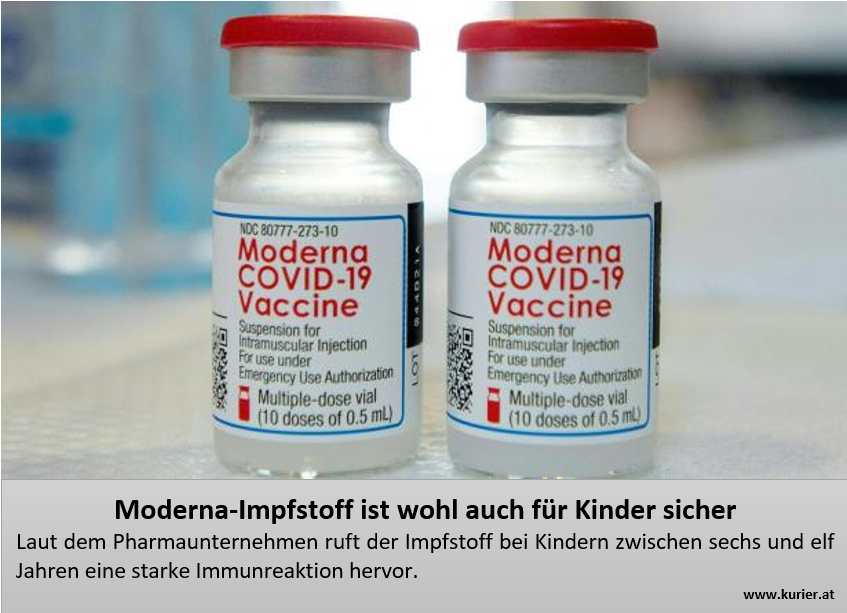 NDC 80777-273-10
Moderna
COVID-19
Vaccine
Suspension for
Intramuscular Injection
For use under
Emergency Use Authorization
Multiple-dose vial
(10 doses of 0.5 mL)
LOT
NDC 80777-273-10
Moderna
COVID-19
Vaccine
Suspension for
Intramuscular Injection
For use under
Emergency Use Authorization
Multiple-dose vial
(10 doses of 0.5 mL)
LOT
Moderna-Impfstoff ist wohl auch für Kinder sicher
Laut dem Pharmaunternehmen ruft der Impfstoff bei Kindern zwischen sechs und elf
Jahren eine starke Immunreaktion hervor.
www.kurier.at